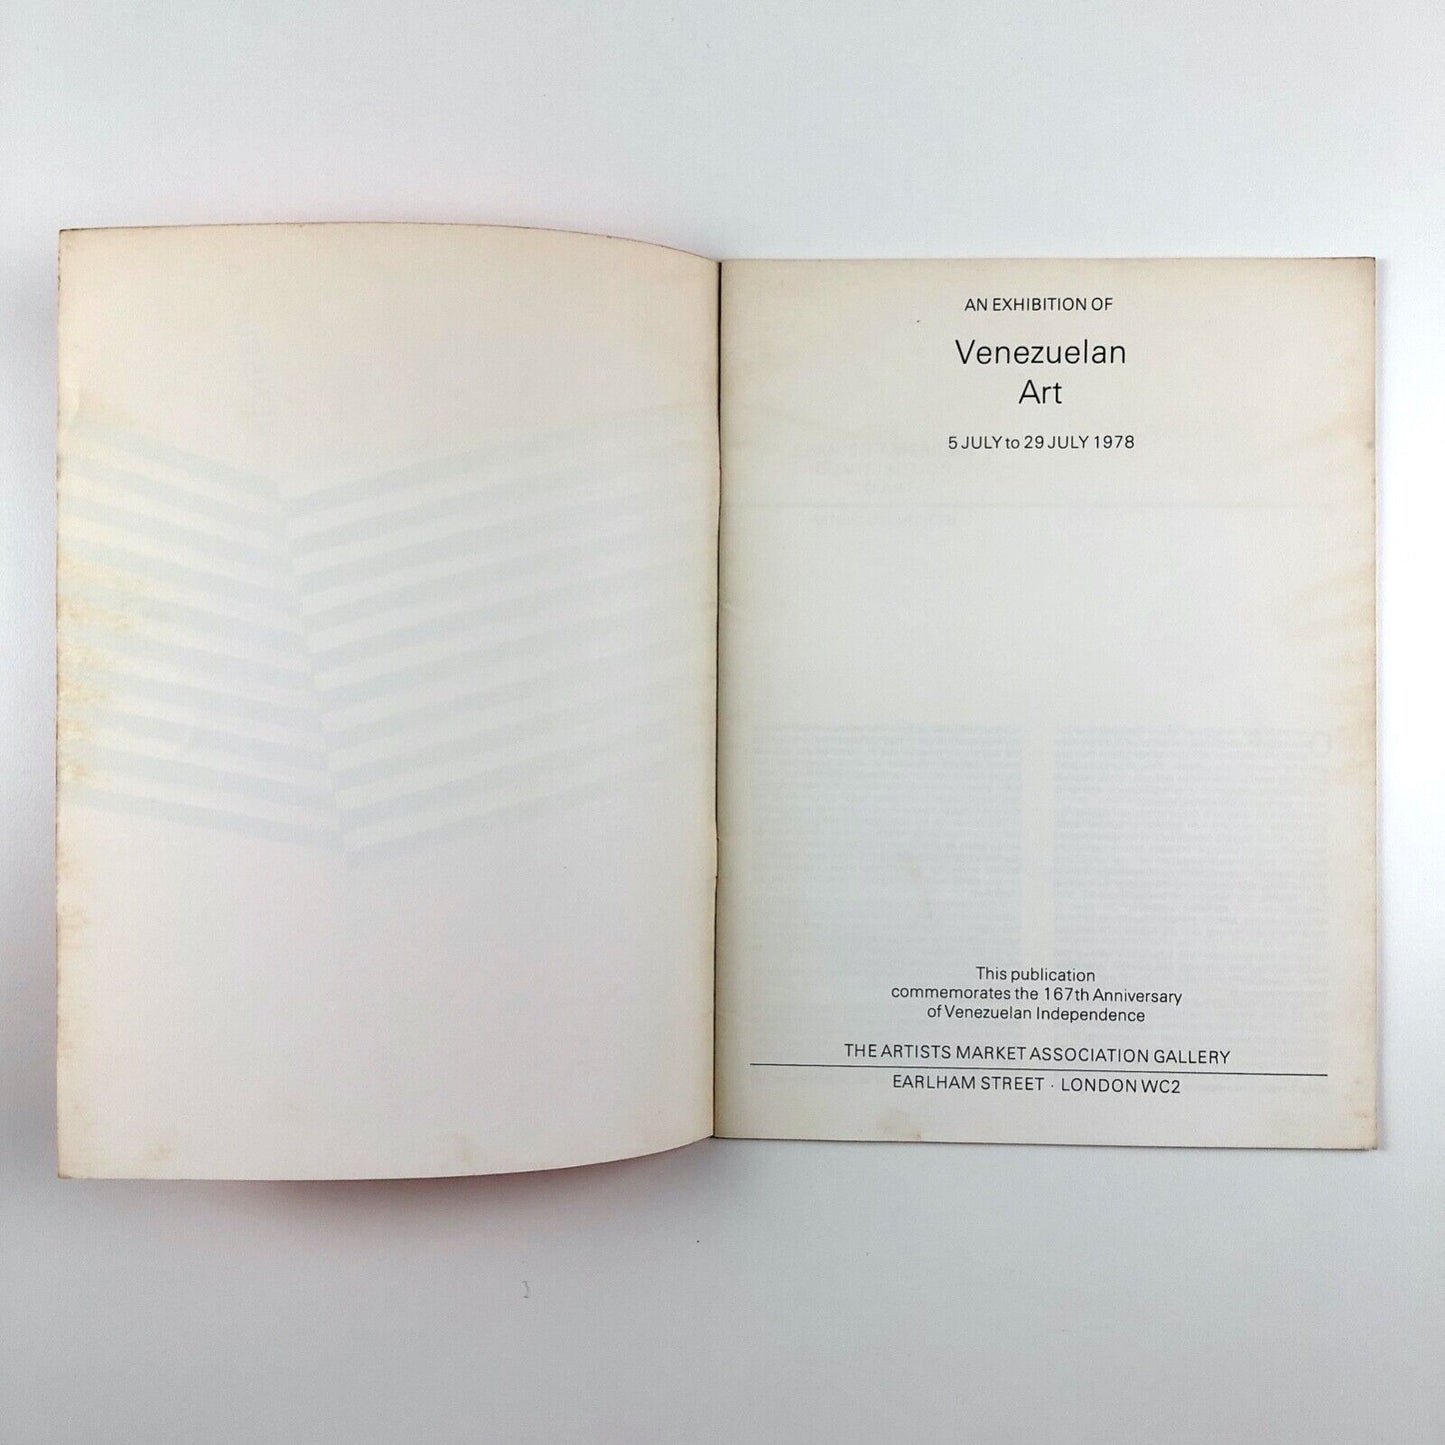 AN EXHIBITION OF
Venezuelan
Art
5 JULY to 29 JULY 1978
This publication
commemorates the 167th Anniversary
of Venezuelan Independence
THE ARTISTS MARKET ASSOCIATION GALLERY
EARLHAM STREET · LONDON WC2